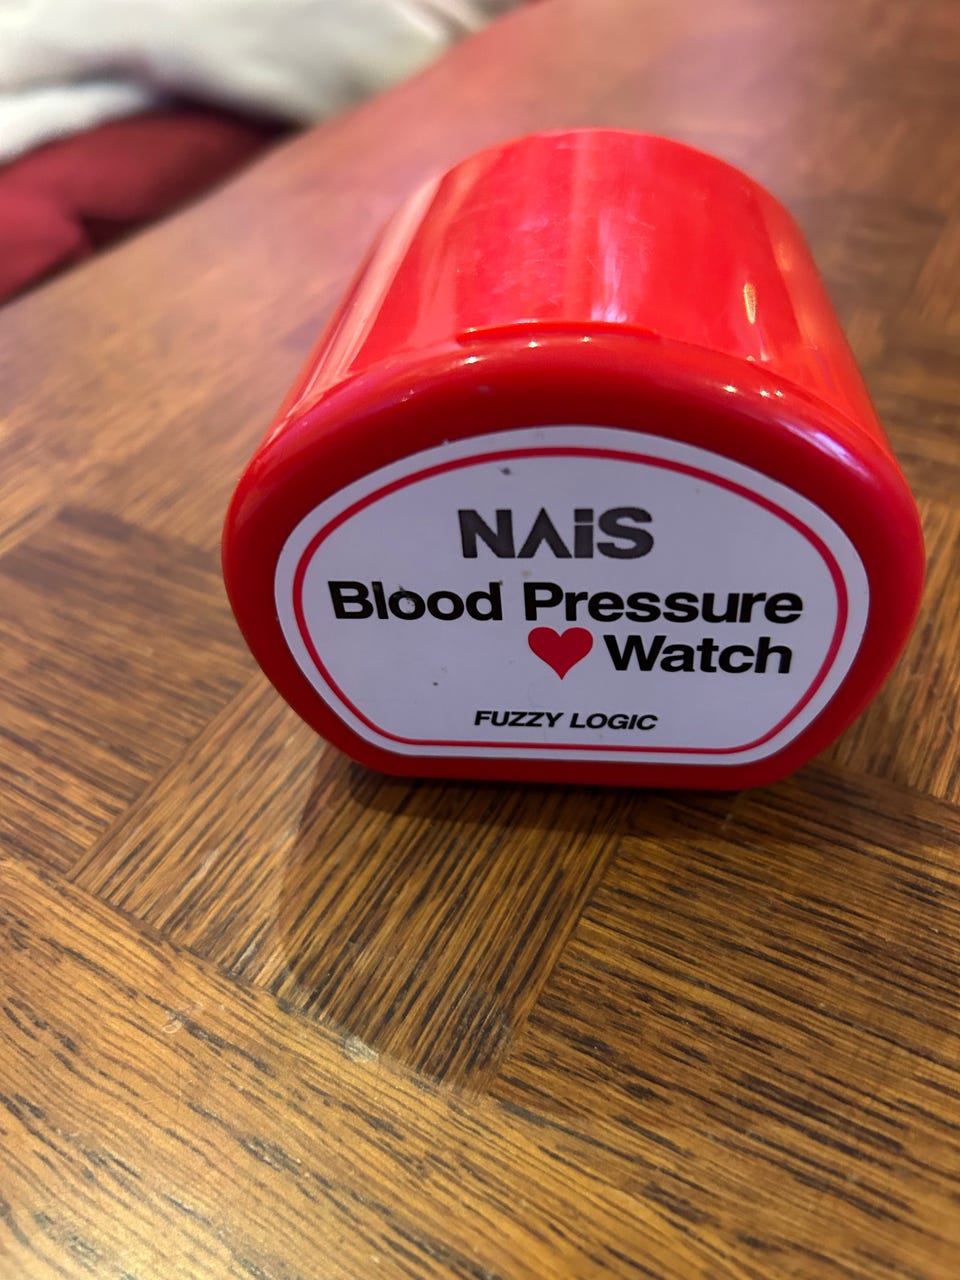 NAiS
Blood Pressure
Watch
FUZZY LOGIC